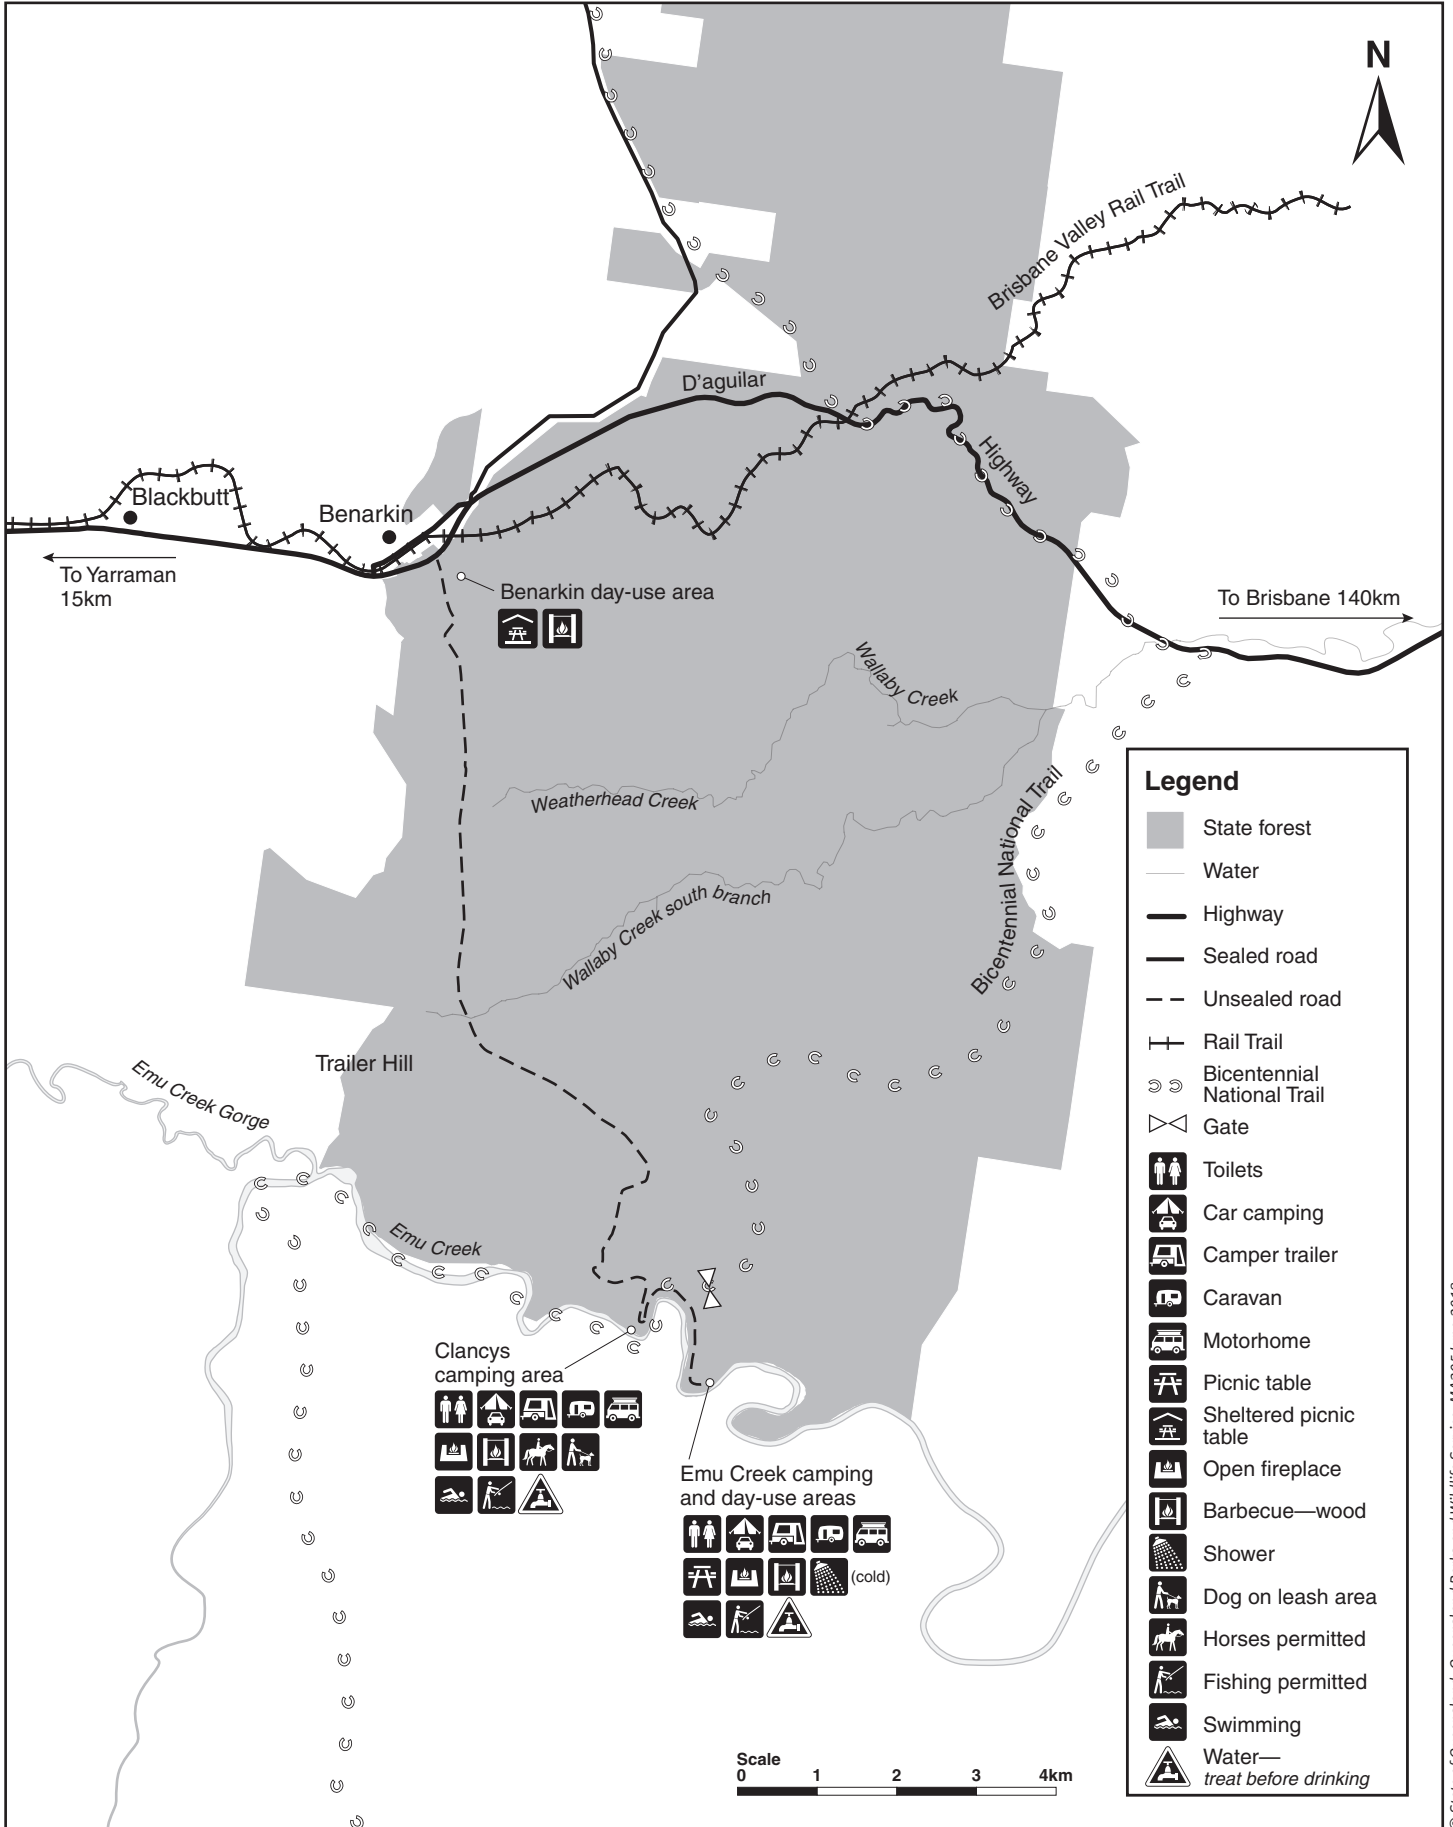 N
Brisbane Valley Rail Trail
D'aguilar
Highway
Blackbutt
Benarkin
To Yarraman
15km
Benarkin day-use area
To Brisbane 140km
Wallaby Creek
Weatherhead Creek
Wallaby Creek south branch
Bicentennial National Trail
Trailer Hill
Emu Creek Gorge
Emu Creek
Clancys
camping area
Emu Creek camping
and day-use areas
(cold)
Scale
0 1 2 3 4km
Legend
State forest
Water
Highway
Sealed road
Unsealed road
Rail Trail
Bicentennial
National Trail
Gate
Toilets
Car camping
Camper trailer
Caravan
Motorhome
Picnic table
Sheltered picnic
table
Open fireplace
Barbecue—wood
Shower
Dog on leash area
Horses permitted
Fishing permitted
Swimming
Water—
treat before drinking